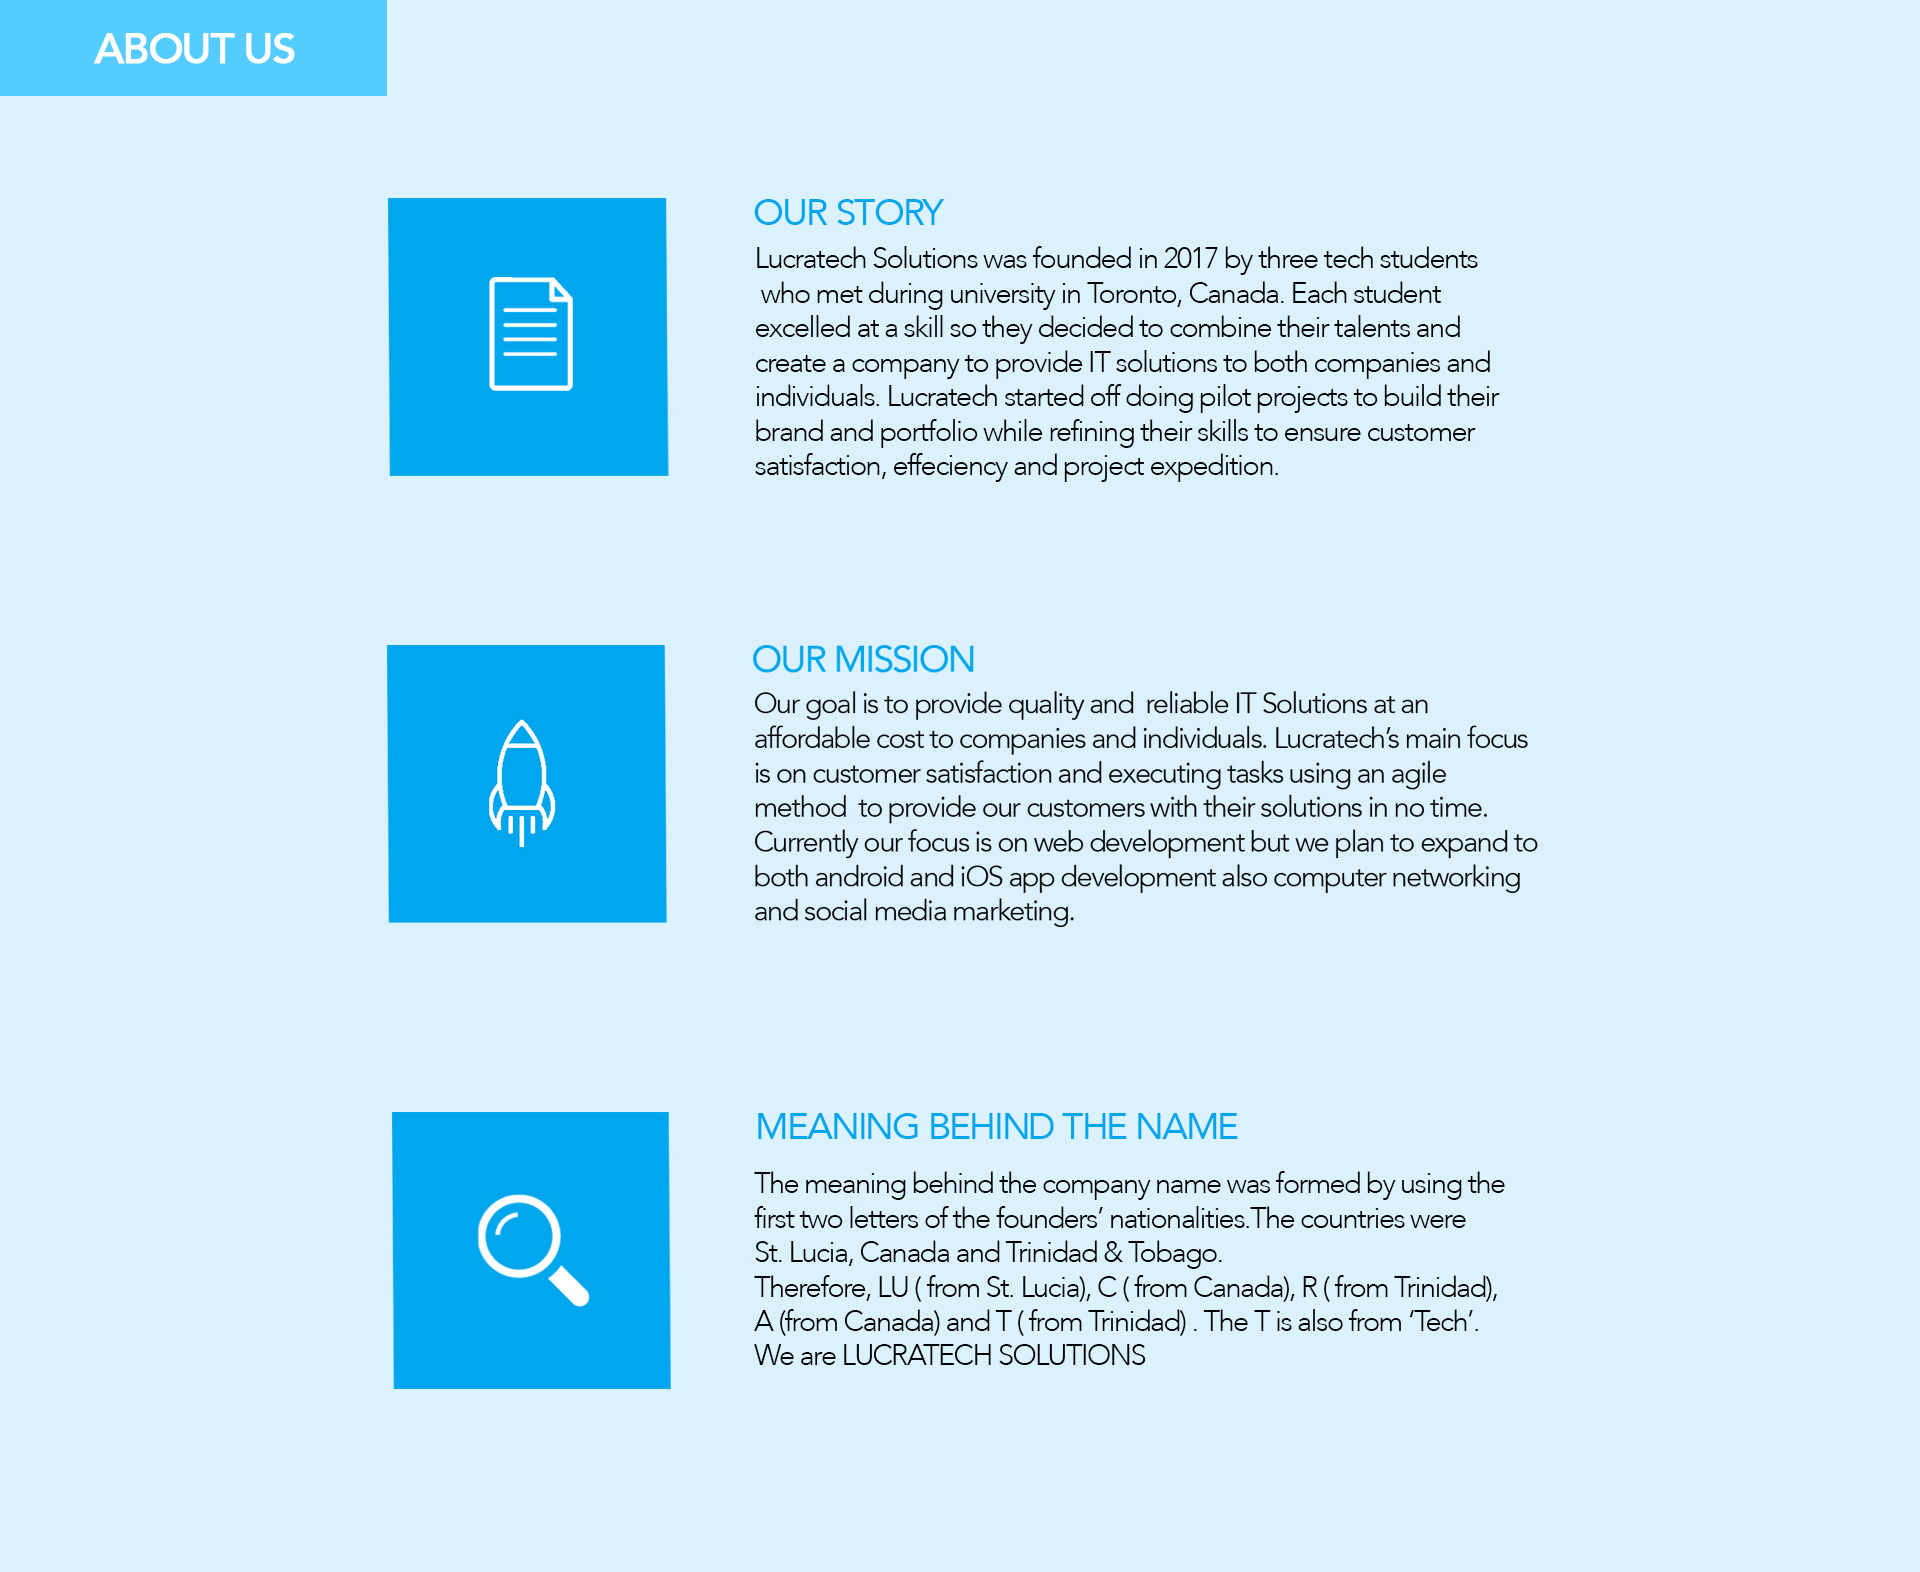 ABOUT US
OUR STORY
Lucratech Solutions was founded in 2017 by three tech students
who met during university in Toronto, Canada. Each student
excelled at a skill so they decided to combine their talents and
create a company to provide IT solutions to both companies and
individuals. Lucratech started off doing pilot projects to build their
brand and portfolio while refining their skills to ensure customer
satisfaction, effeciency and project expedition.
OUR MISSION
Our goal is to provide quality and  reliable IT Solutions at an
affordable cost to companies and individuals. Lucratech’s main focus
is on customer satisfaction and executing tasks using an agile
method  to provide our customers with their solutions in no time.
Currently our focus is on web development but we plan to expand to
both android and iOS app development also computer networking
and social media marketing.
MEANING BEHIND THE NAME
The meaning behind the company name was formed by using the
first two letters of the founders’ nationalities.The countries were
St. Lucia, Canada and Trinidad & Tobago.
Therefore, LU ( from St. Lucia), C ( from Canada), R ( from Trinidad),
A (from Canada) and T ( from Trinidad) . The T is also from ‘Tech’.
We are LUCRATECH SOLUTIONS